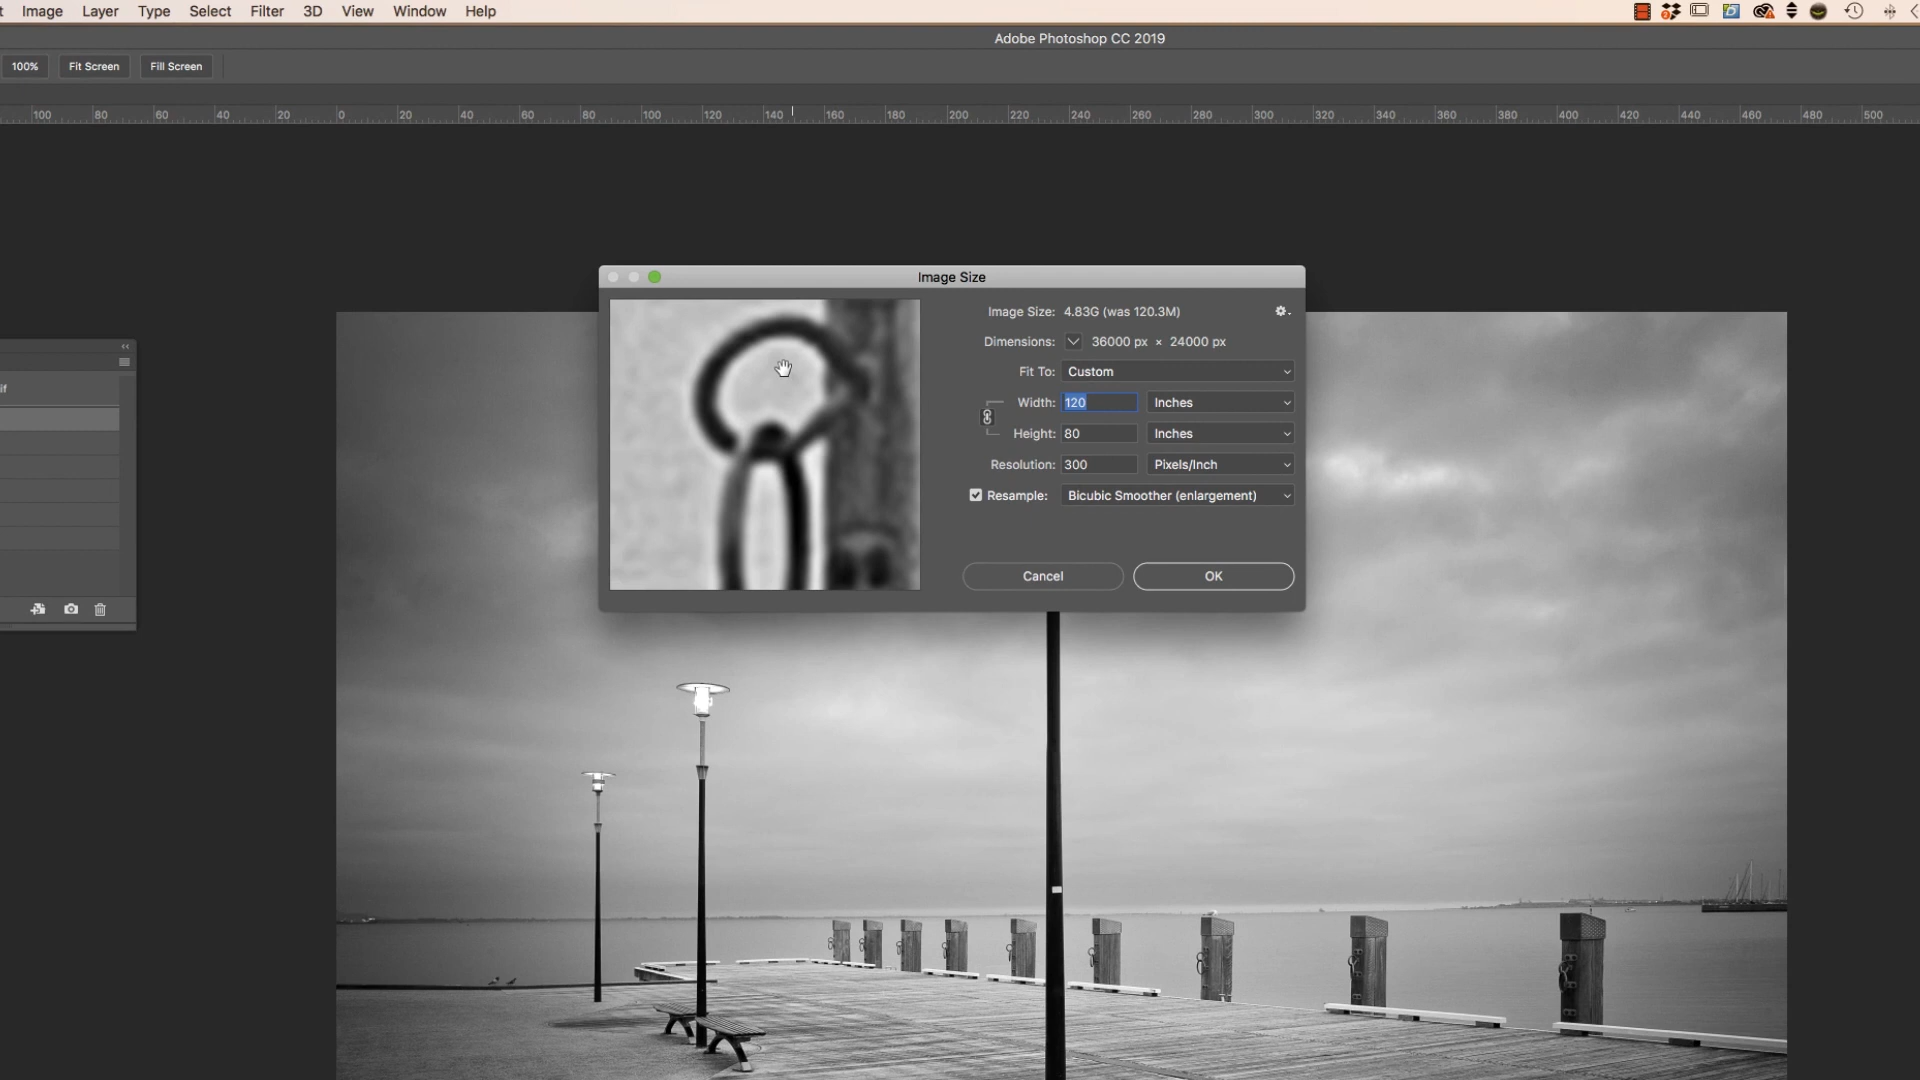 Image Layer Type Select Filter 3D View Window Help
Adobe Photoshop CC 2019
100% Fit Screen Fill Screen
100 80 60 40 20 0 20 40 60 80 100 120 140 160 180 200 220 240 260 280 300 320 340 360 380 400 420 440 460 480 500
Image Size
Image Size: 4.83G (was 120.3M)
Dimensions: 36000 px × 24000 px
Fit To: Custom
Width: 120 Inches
Height: 80 Inches
Resolution: 300 Pixels/Inch
Resample: Bicubic Smoother (enlargement)
Cancel OK